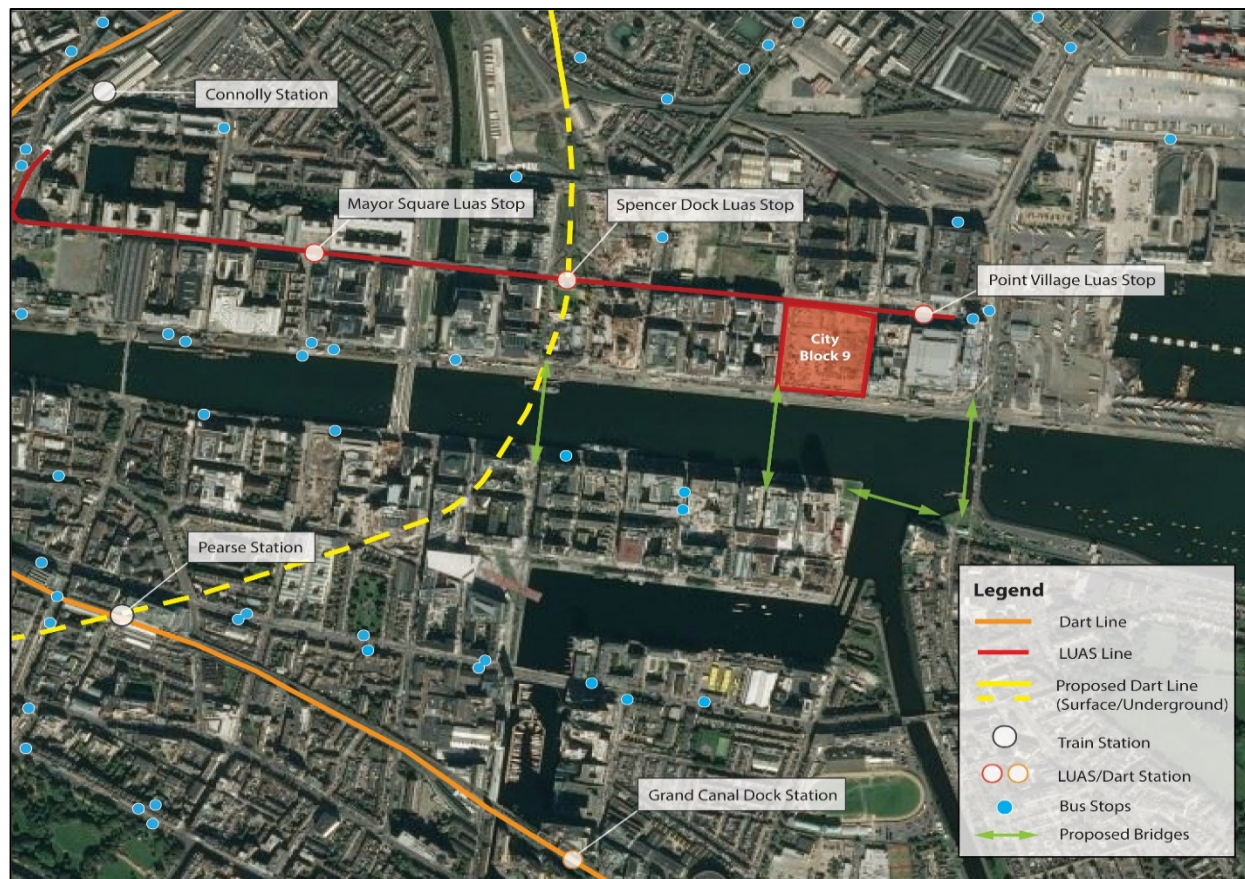 Connolly Station
Mayor Square Luas Stop
Spencer Dock Luas Stop
Point Village Luas Stop
City
Block 9
Pearse Station
Grand Canal Dock Station
Legend
Dart Line
LUAS Line
Proposed Dart Line
(Surface/Underground)
Train Station
LUAS/Dart Station
Bus Stops
Proposed Bridges